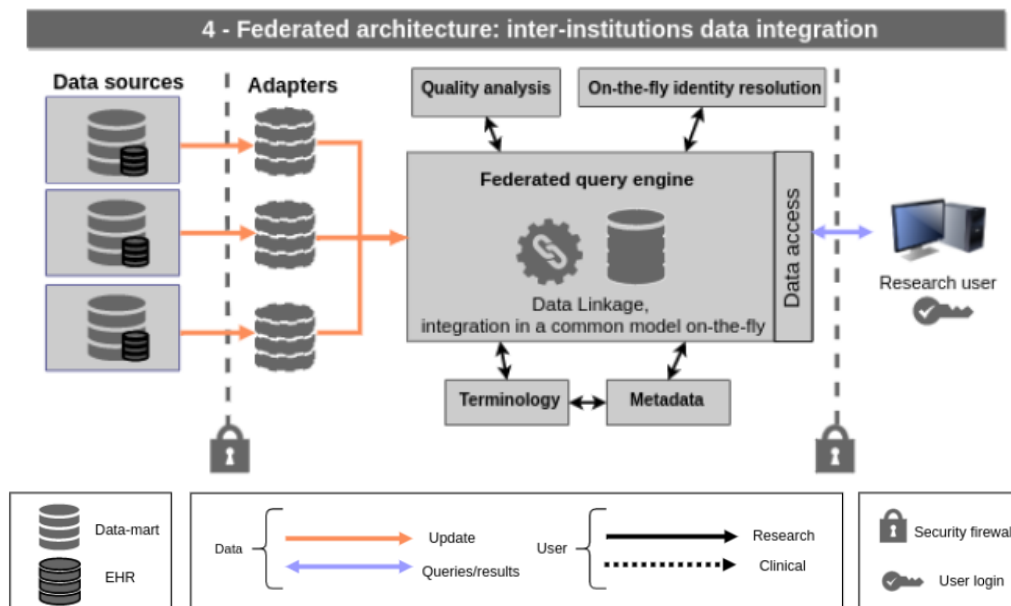 4 - Federated architecture: inter-institutions data integration
Data sources
Adapters
Quality analysis
On-the-fly identity resolution
Federated query engine
Data Linkage,
integration in a common model on-the-fly
Data access
Research user
Terminology
Metadata
Data-mart
EHR
Data
Update
Queries/results
User
Research
Clinical
Security firewall
User login